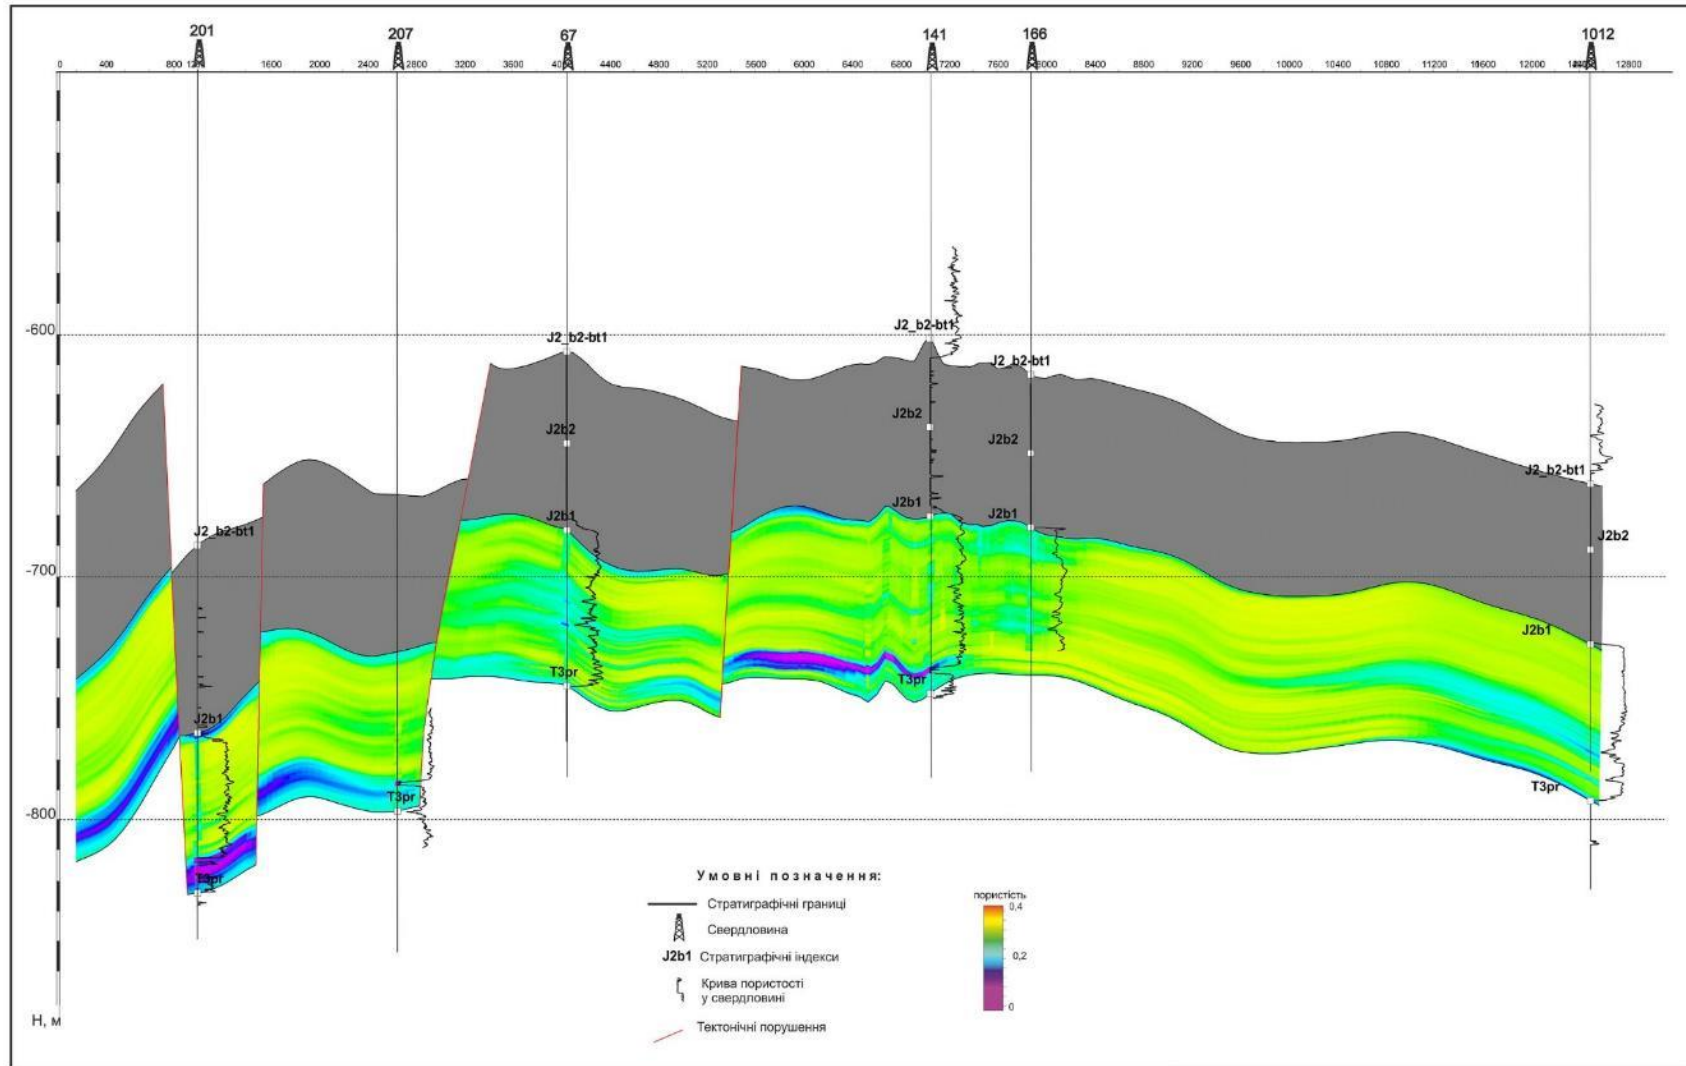 201 207 67 141 166 1012
0 400 800 1600 2000 2400 2800 3200 3600 4400 4800 5200 5600 6000 6400 6800 7200 7600 8000 8400 8800 9200 9600 10000 10400 10800 11200 11600 12000 12800
-600
J2_b2-bt1
J2_b2-bt1
J2_b2-bt1
J2b2
J2b2
J2b2
J2_b2-bt1
J2b1
J2b1
J2b1
J2_b2-bt1
J2b2
-700
J2b1
T3pr
T3pr
J2b1
T3pr
T3pr
-800
T3pr
Умовні позначення:
Стратиграфічні границі
Свердловина
J2b1 Стратиграфічні індекси
Крива пористості
у свердловині
Тектонічні порушення
пористість
0,4
0,2
0
Н, м